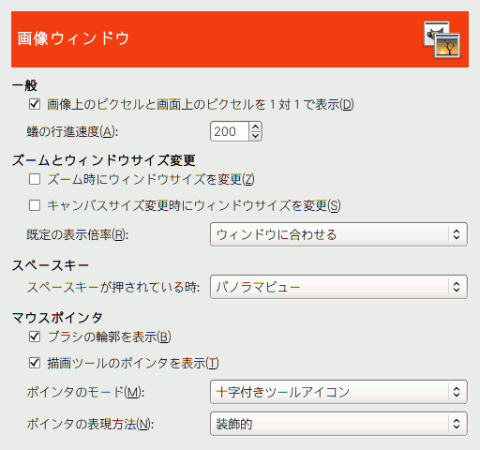 画像ウィンドウ
一般
画像上のピクセルと画面上のピクセルを1対1で表示(D)
蟻の行進速度(A): 200
ズームとウィンドウサイズ変更
ズーム時にウィンドウサイズを変更(Z)
キャンバスサイズ変更時にウィンドウサイズを変更(S)
既定の表示倍率(R): ウィンドウに合わせる
スペースキー
スペースキーが押されている時: パノラマビュー
マウスポインタ
ブラシの輪郭を表示(B)
描画ツールのポインタを表示(T)
ポインタのモード(M): 十字付きツールアイコン
ポインタの表現方法(N): 装飾的